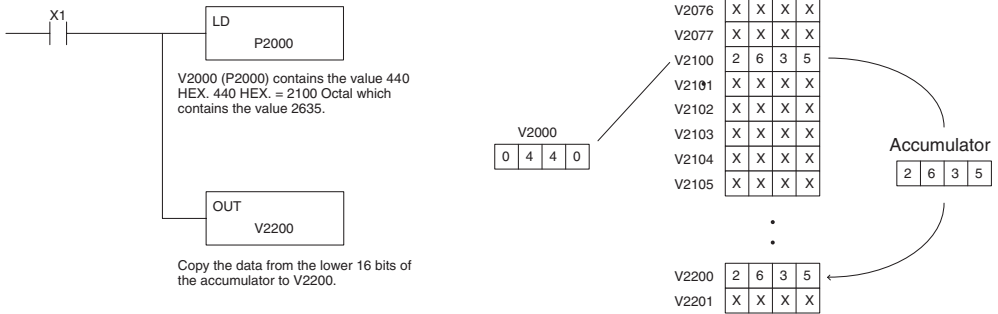 X1
LD
P2000
V2000 (P2000) contains the value 440
HEX. 440 HEX. = 2100 Octal which
contains the value 2635.
OUT
V2200
Copy the data from the lower 16 bits of
the accumulator to V2200.
V2000
0 4 4 0
V2076 X X X X
V2077 X X X X
V2100 2 6 3 5
V2101 X X X X
V2102 X X X X
V2103 X X X X
V2104 X X X X
V2105 X X X X
V2200 2 6 3 5
V2201 X X X X
Accumulator
2 6 3 5